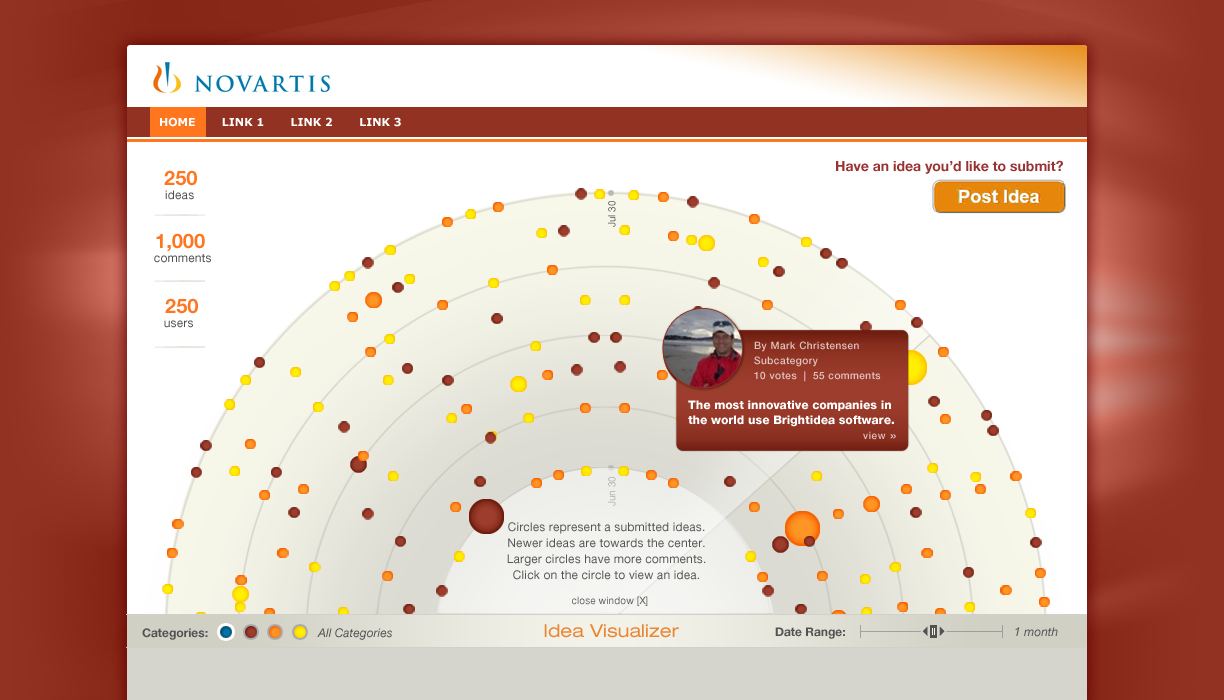 NOVARTIS
HOME
LINK 1
LINK 2
LINK 3
Have an idea you'd like to submit?
Post Idea
250
ideas
1,000
comments
250
users
Jul 30
By Mark Christensen
Subcategory
10 votes | 55 comments
The most innovative companies in
the world use Brightidea software.
view »
Jun 30
Circles represent a submitted ideas.
Newer ideas are towards the center.
Larger circles have more comments.
Click on the circle to view an idea.
close window [X]
Categories:
All Categories
Idea Visualizer
Date Range:
1 month